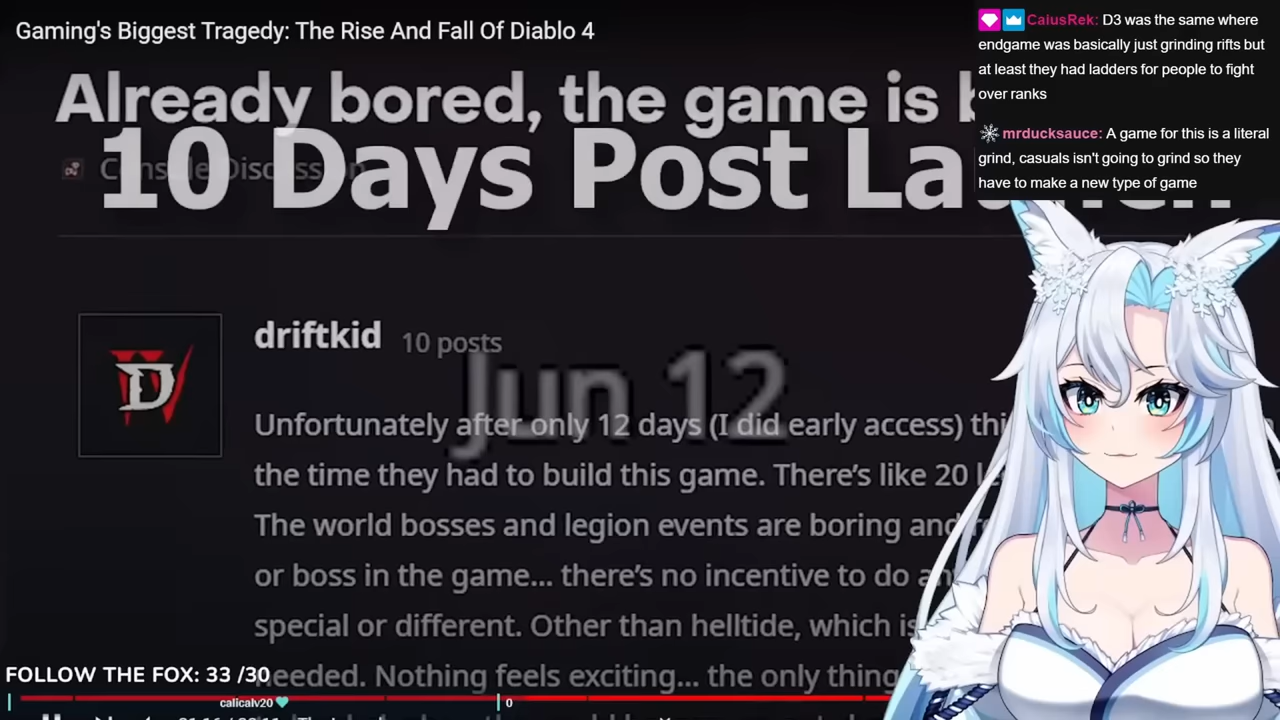 Gaming's Biggest Tragedy: The Rise And Fall Of Diablo 4
CaiusRek: D3 was the same where
endgame was basically just grinding rifts but
at least they had ladders for people to fight
over ranks
mrducksauce: A game for this is a literal
grind, casuals isn't going to grind so they
have to make a new type of game
Already bored, the game is
Console Discussion
10 Days Post Launch
driftkid 10 posts
Jun 12
Unfortunately after only 12 days (I did early access)
the time they had to build this game. There's like 20
The world bosses and legion events are boring and
or boss in the game... there's no incentive to do
special or different. Other than helltide, which is
needed. Nothing feels exciting... the only thing
FOLLOW THE FOX: 33 /30
calicalv20
0